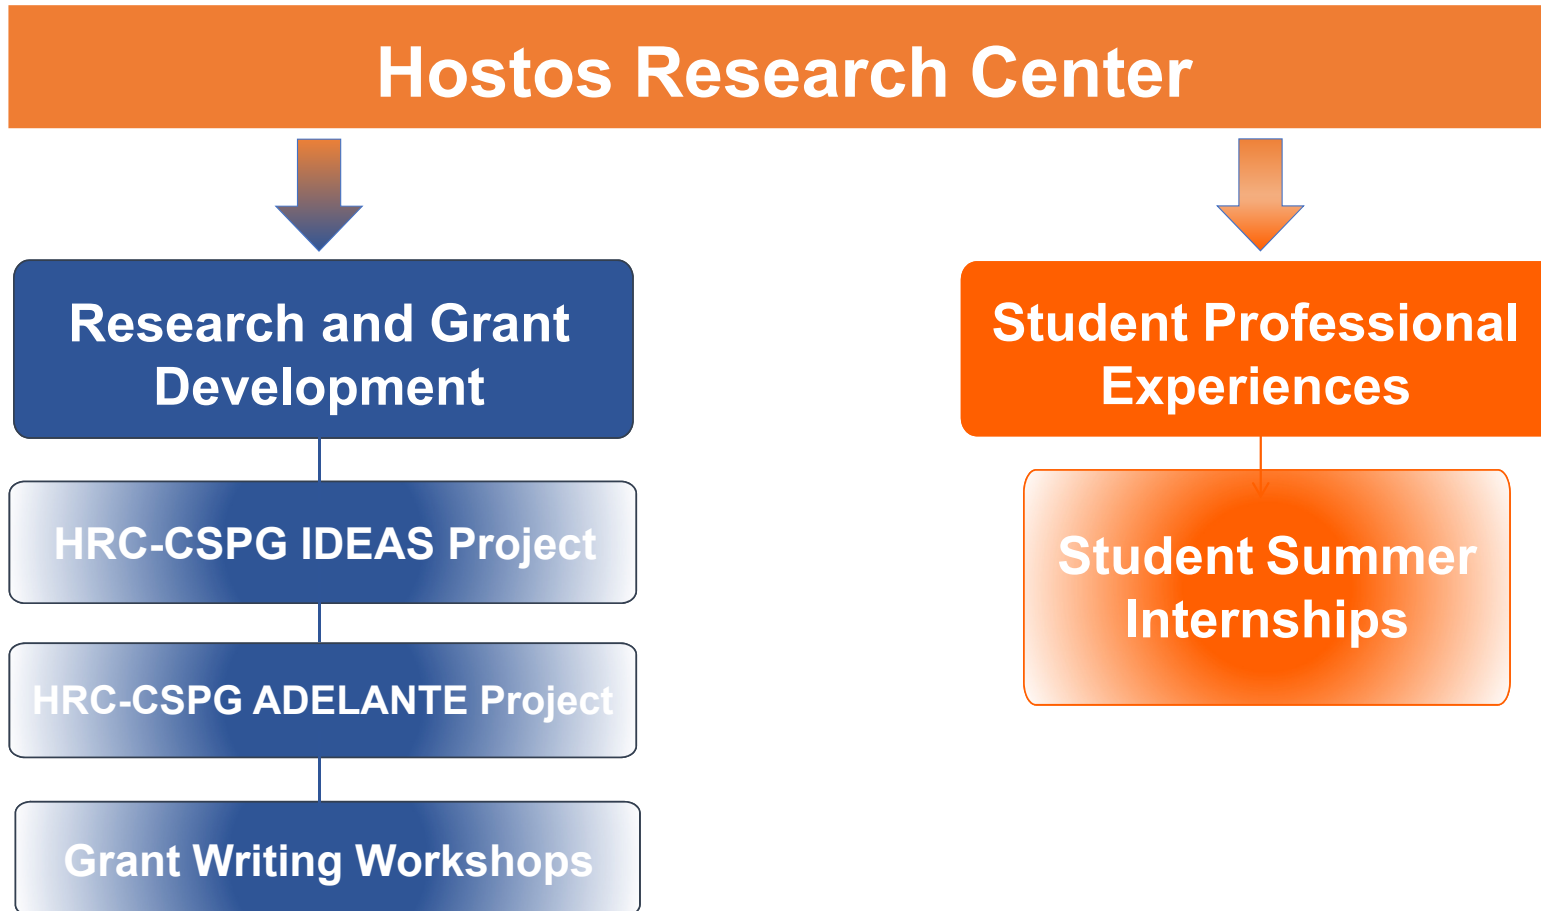 Hostos Research Center
Research and Grant
Development
HRC-CSPG IDEAS Project
HRC-CSPG ADELANTE Project
Grant Writing Workshops
Student Professional
Experiences
Student Summer
Internships